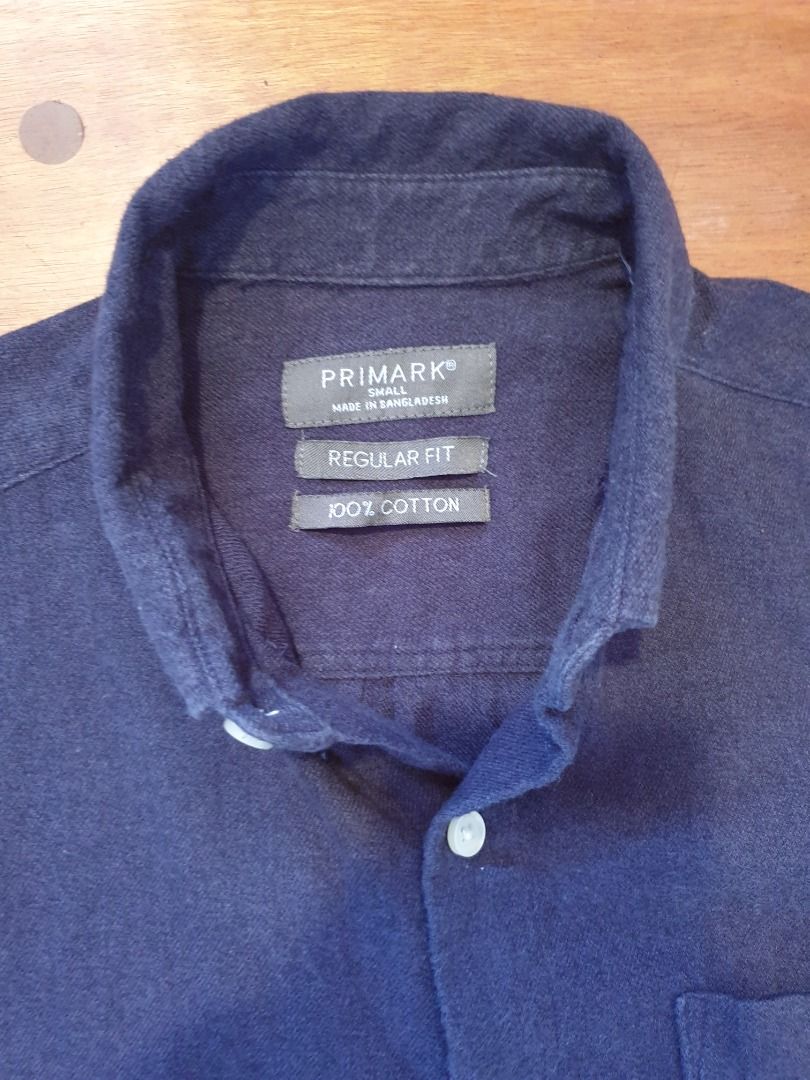 PRIMARK®
SMALL
MADE IN BANGLADESH
REGULAR FIT
100% COTTON